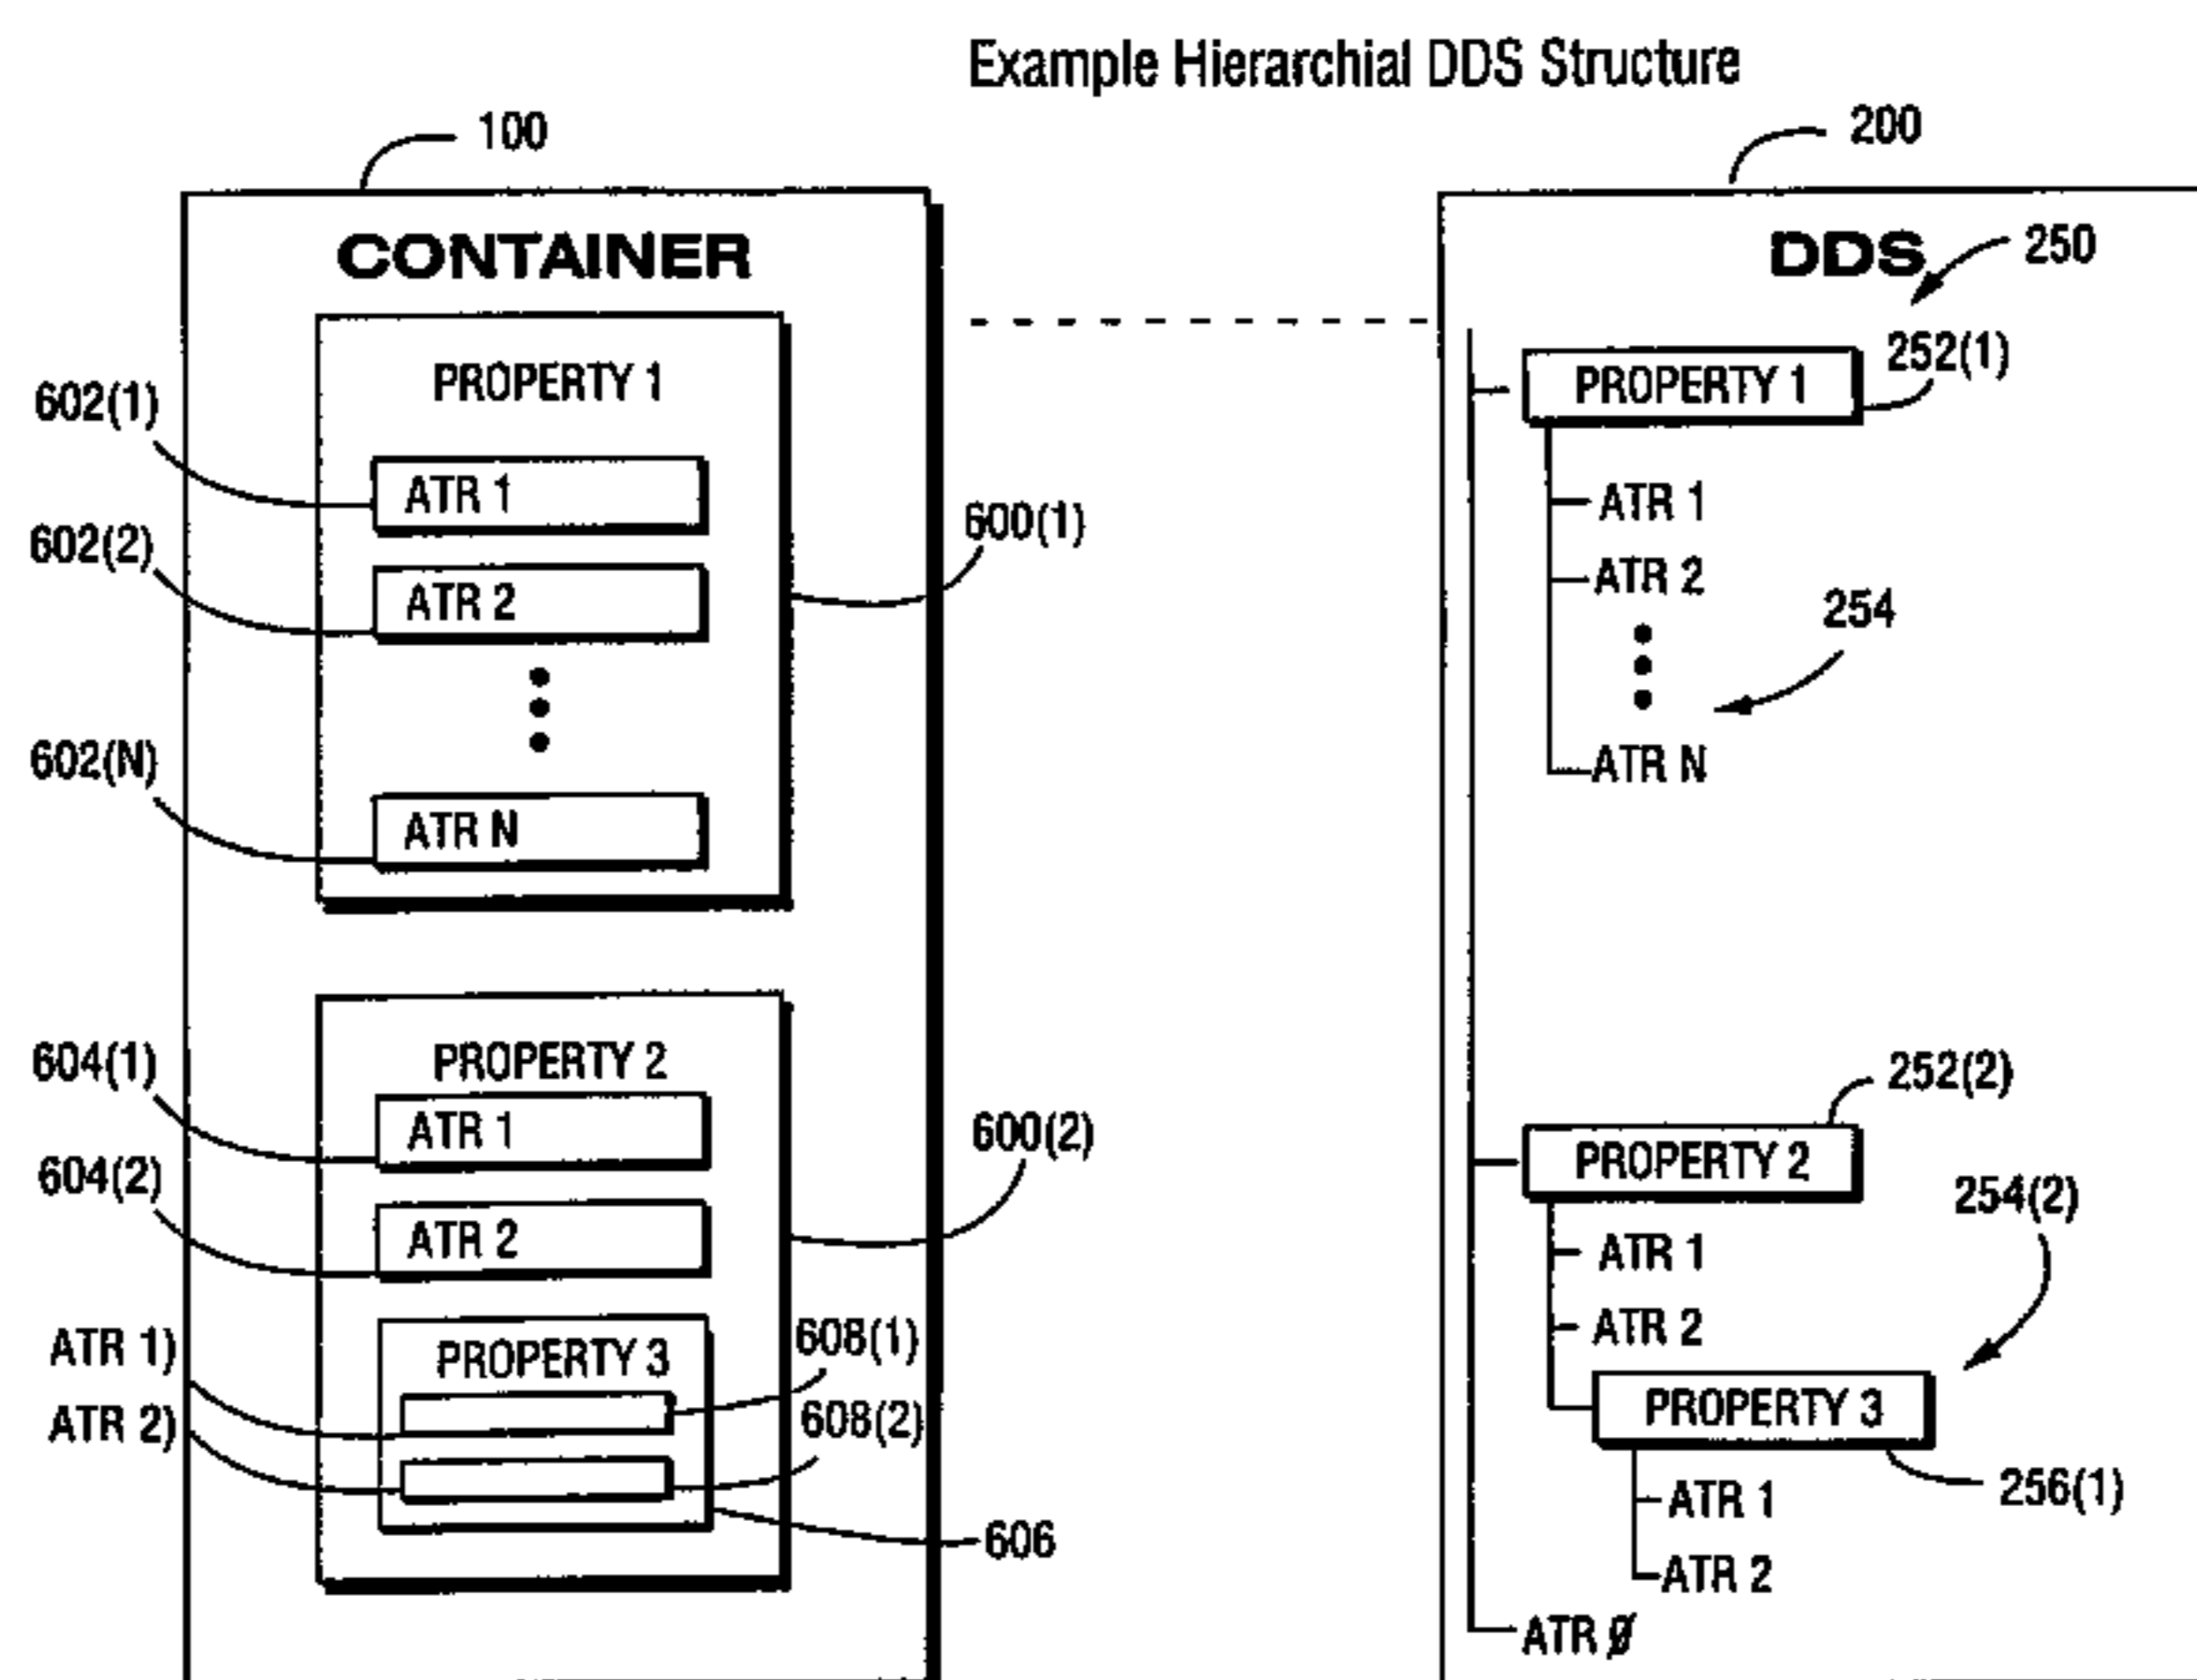 Example Hierarchial DDS Structure
100
200
CONTAINER
DDS
250
PROPERTY 1
252(1)
PROPERTY 1
602(1)
ATR 1
ATR 1
602(2)
600(1)
ATR 2
ATR 2
254
602(N)
ATR N
ATR N
PROPERTY 2
252(2)
604(1)
ATR 1
600(2)
PROPERTY 2
604(2)
254(2)
ATR 2
ATR 1
ATR 2
ATR 1)
608(1)
PROPERTY 3
PROPERTY 3
ATR 2)
608(2)
256(1)
ATR 1
606
ATR 2
ATR 0̸